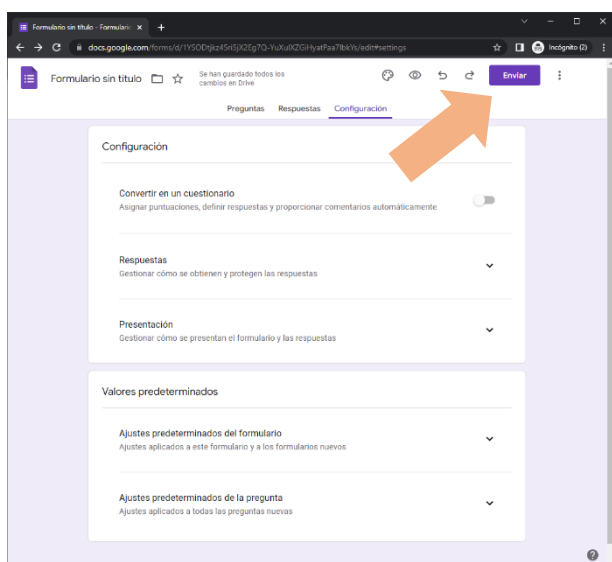 Formulario sin título - Formulario
docs.google.com/forms/d/1YSODtjkz4SriSjX2Eg7Q-YuXulXZGiHyatPaa7lbkYs/edit#settings
Incógnito (2)
Formulario sin título
Se han guardado todos los
cambios en Drive
Enviar
Preguntas Respuestas Configuración
Configuración
Convertir en un cuestionario
Asignar puntuaciones, definir respuestas y proporcionar comentarios automáticamente
Respuestas
Gestionar cómo se obtienen y protegen las respuestas
Presentación
Gestionar cómo se presentan el formulario y las respuestas
Valores predeterminados
Ajustes predeterminados del formulario
Ajustes aplicados a este formulario y a los formularios nuevos
Ajustes predeterminados de la pregunta
Ajustes aplicados a todas las preguntas nuevas